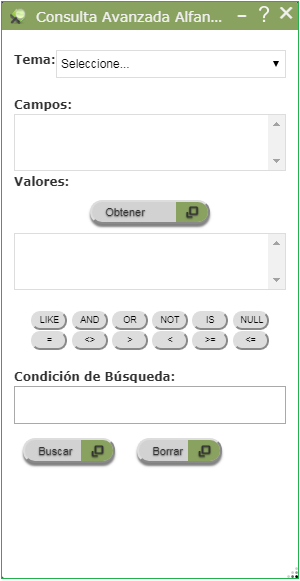 Consulta Avanzada Alfan... – ? ×
Tema: Seleccione...
Campos:
Valores:
Obtener
LIKE AND OR NOT IS NULL
= <> > < >= <=
Condición de Búsqueda:
Buscar Borrar